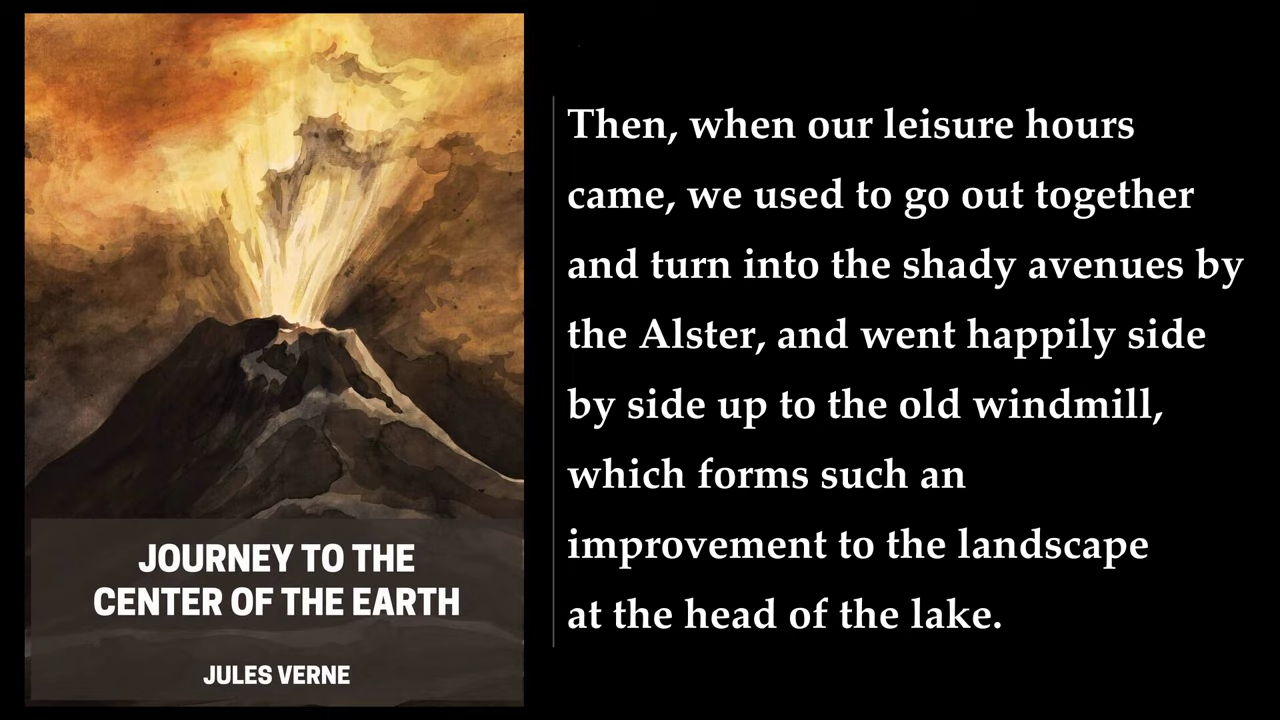 JOURNEY TO THE
CENTER OF THE EARTH
JULES VERNE
Then, when our leisure hours
came, we used to go out together
and turn into the shady avenues by
the Alster, and went happily side
by side up to the old windmill,
which forms such an
improvement to the landscape
at the head of the lake.